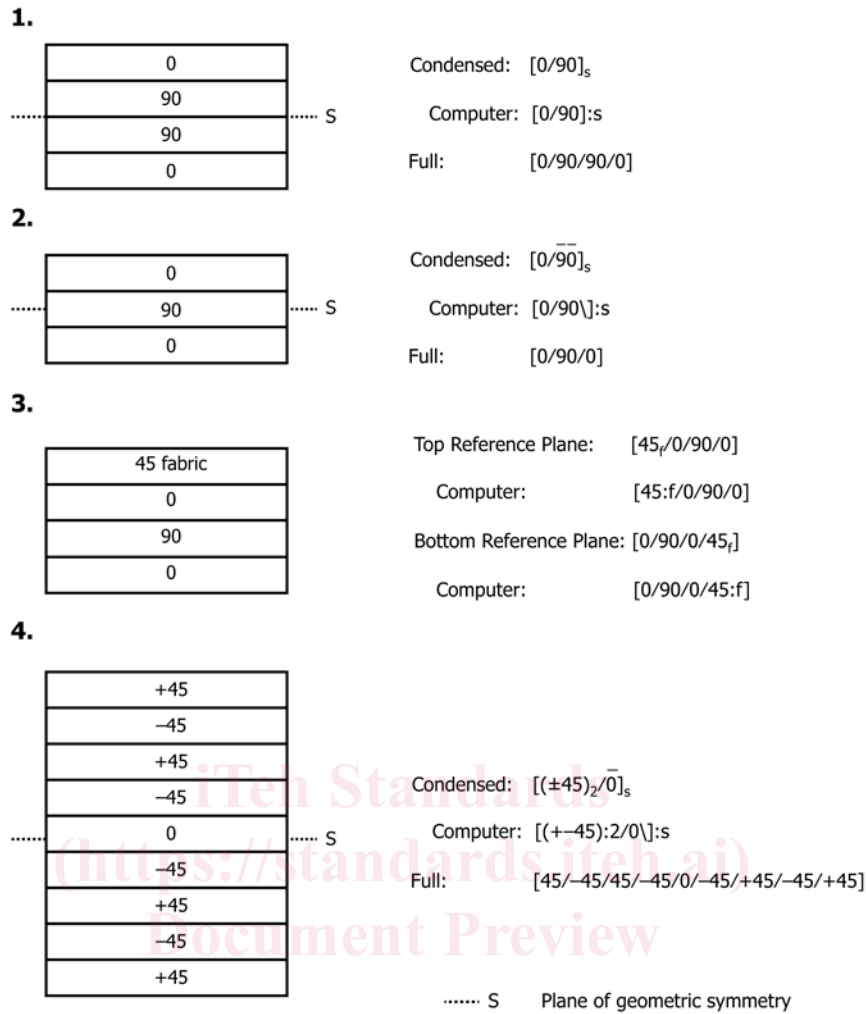 1.
0
90
90
0
S
Condensed: [0/90]ₛ
Computer: [0/90]:s
Full: [0/90/90/0]
2.
0
90
0
S
Condensed: [0/9̅0̅]ₛ
Computer: [0/90\]:s
Full: [0/90/0]
3.
45 fabric
0
90
0
Top Reference Plane: [45f/0/90/0]
Computer: [45:f/0/90/0]
Bottom Reference Plane: [0/90/0/45f]
Computer: [0/90/0/45:f]
4.
+45
–45
+45
–45
0
–45
+45
–45
+45
S
Condensed: [(±45)₂/0̅]ₛ
Computer: [(+–45):2/0\]:s
Full: [45/–45/45/–45/0/–45/+45/–45/+45]
S Plane of geometric symmetry
iTeh Standards
(https://standards.iteh.ai)
Document Preview